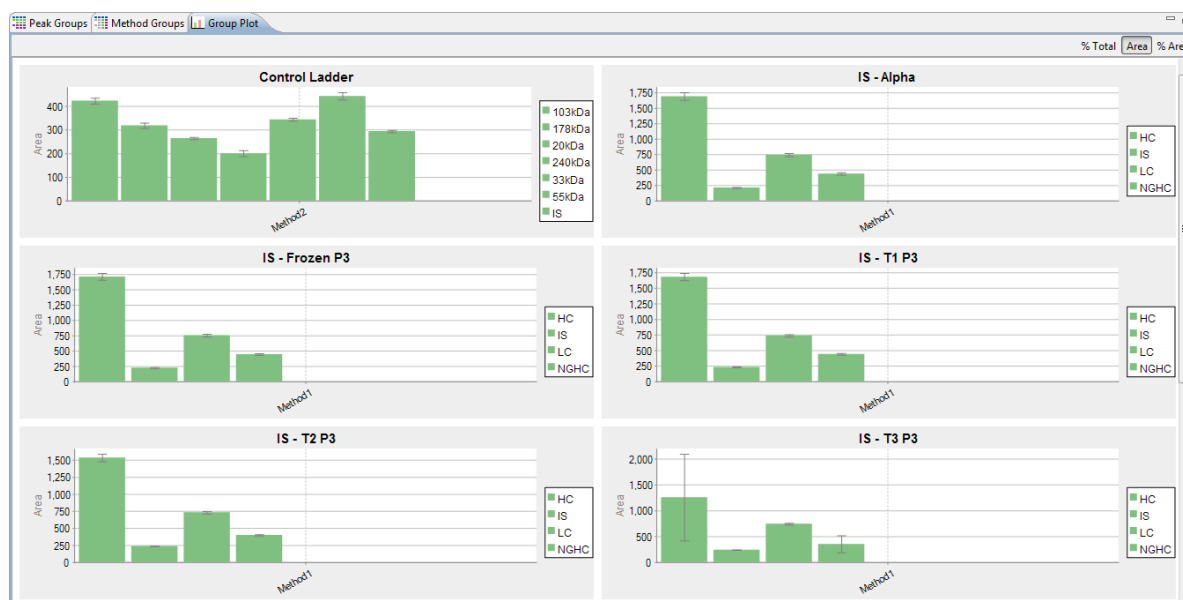 Peak Groups Method Groups Group Plot
% Total Area % Are
Control Ladder
Area
400
300
200
100
0
Method2
103kDa
178kDa
20kDa
240kDa
33kDa
55kDa
IS
IS - Alpha
Area
1,750
1,500
1,250
1,000
750
500
250
0
Method1
HC
IS
LC
NGHC
IS - Frozen P3
Area
1,750
1,500
1,250
1,000
750
500
250
0
Method1
HC
IS
LC
NGHC
IS - T1 P3
Area
1,750
1,500
1,250
1,000
750
500
250
0
Method1
HC
IS
LC
NGHC
IS - T2 P3
Area
1,500
1,250
1,000
750
500
250
0
Method1
HC
IS
LC
NGHC
IS - T3 P3
Area
2,000
1,500
1,000
500
0
Method1
HC
IS
LC
NGHC